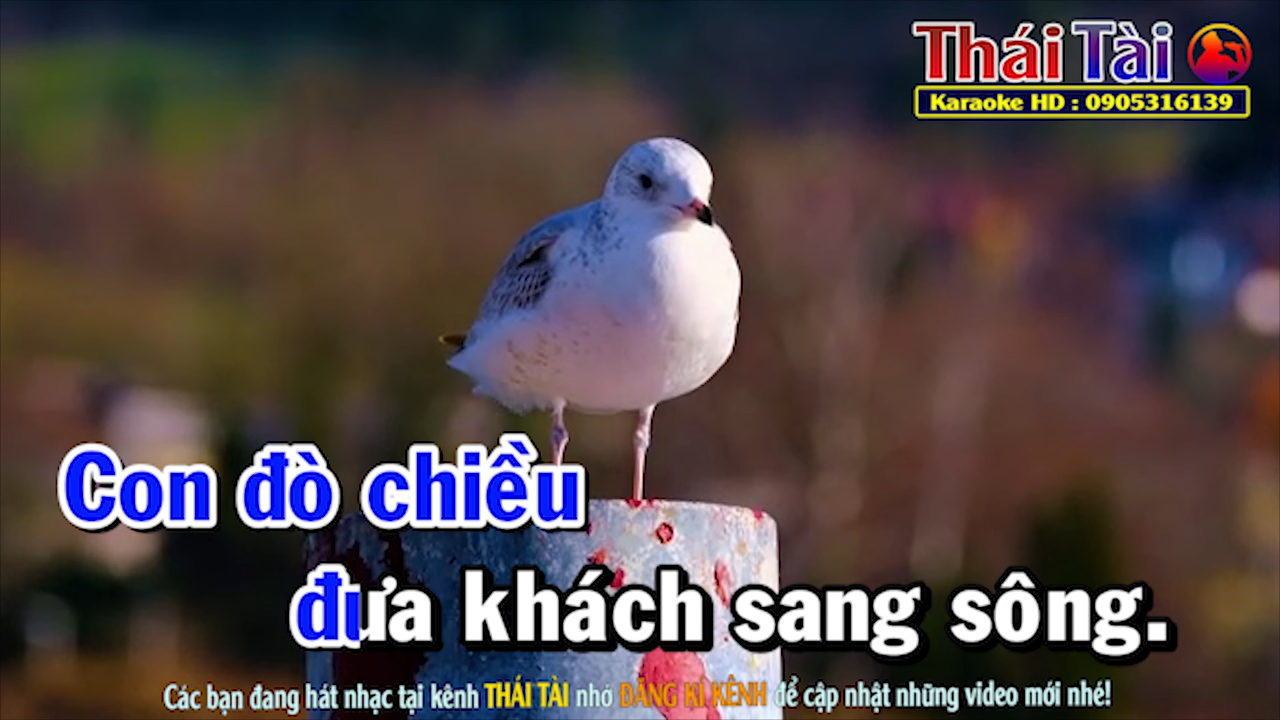 Thái Tài
Karaoke HD : 0905316139
Con đò chiều
đưa khách sang sông.
Các bạn đang hát nhạc tại kênh THÁI TÀI nhớ ĐĂNG KÍ KÊNH để cập nhật những video mới nhé!